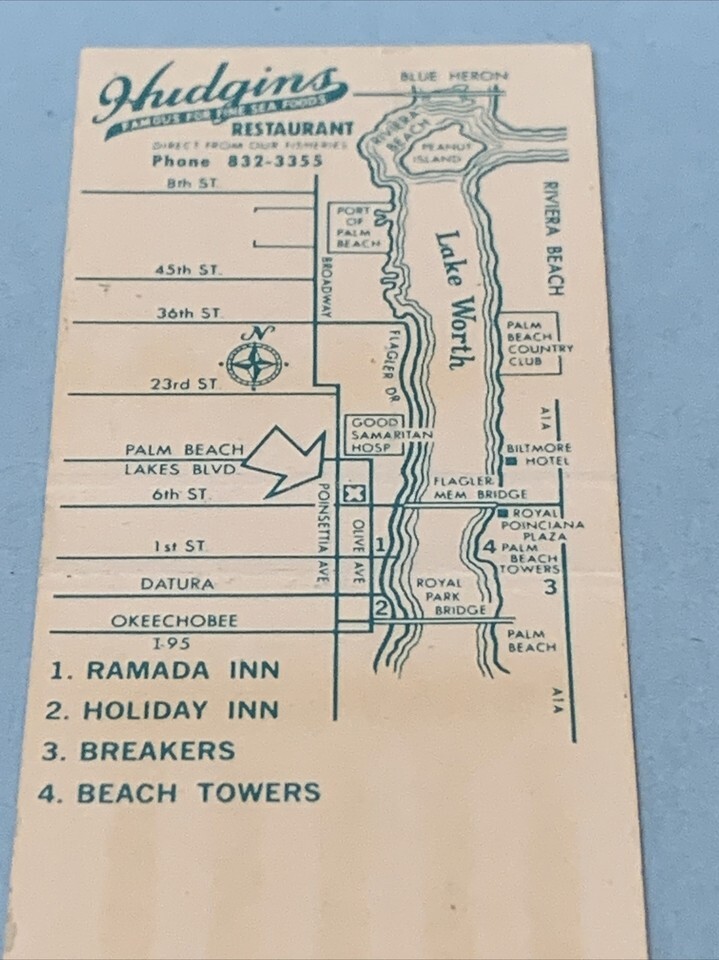 Hudgins
FAMOUS FOR FINE SEA FOODS
RESTAURANT
DIRECT FROM OUR FISHERIES
Phone 832-3355
BLUE HERON
RIVIERA
BEACH
PEANUT
ISLAND
8th ST.
PORT
OF
PALM
BEACH
Lake Worth
RIVIERA BEACH
45th ST.
BROADWAY
36th ST.
FLAGLER DR.
PALM
BEACH
COUNTRY
CLUB
N
23rd ST.
GOOD
SAMARITAN
HOSP
A1A
BILTMORE
HOTEL
PALM BEACH
LAKES BLVD.
6th ST.
POINSETTIA AVE.
OLIVE AVE
FLAGLER
MEM. BRIDGE
ROYAL
POINCIANA
PLAZA
1st ST.
1
4
PALM
BEACH
TOWERS
3
DATURA
2
ROYAL
PARK
BRIDGE
OKEECHOBEE
I-95
PALM
BEACH
A1A
1. RAMADA INN
2. HOLIDAY INN
3. BREAKERS
4. BEACH TOWERS